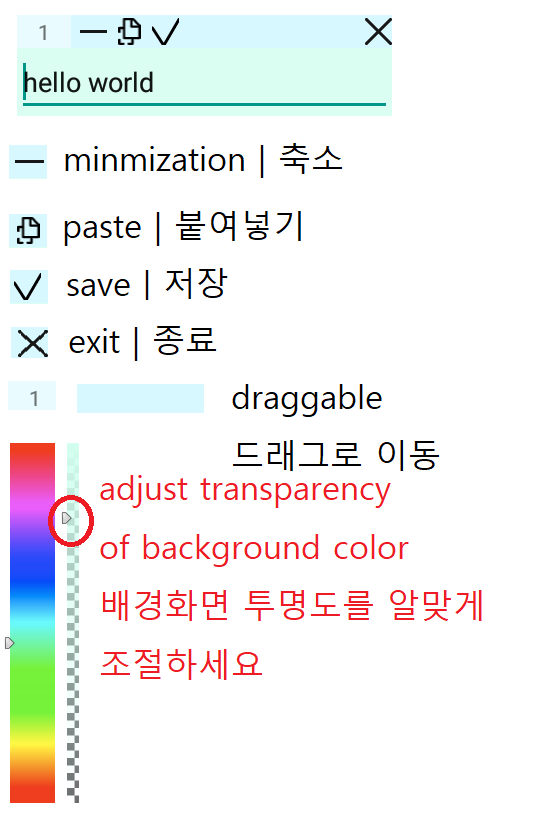 1
hello world
minmization | 축소
paste | 붙여넣기
save | 저장
exit | 종료
1
draggable
드래그로 이동
adjust transparency
of background color
배경화면 투명도를 알맞게
조절하세요